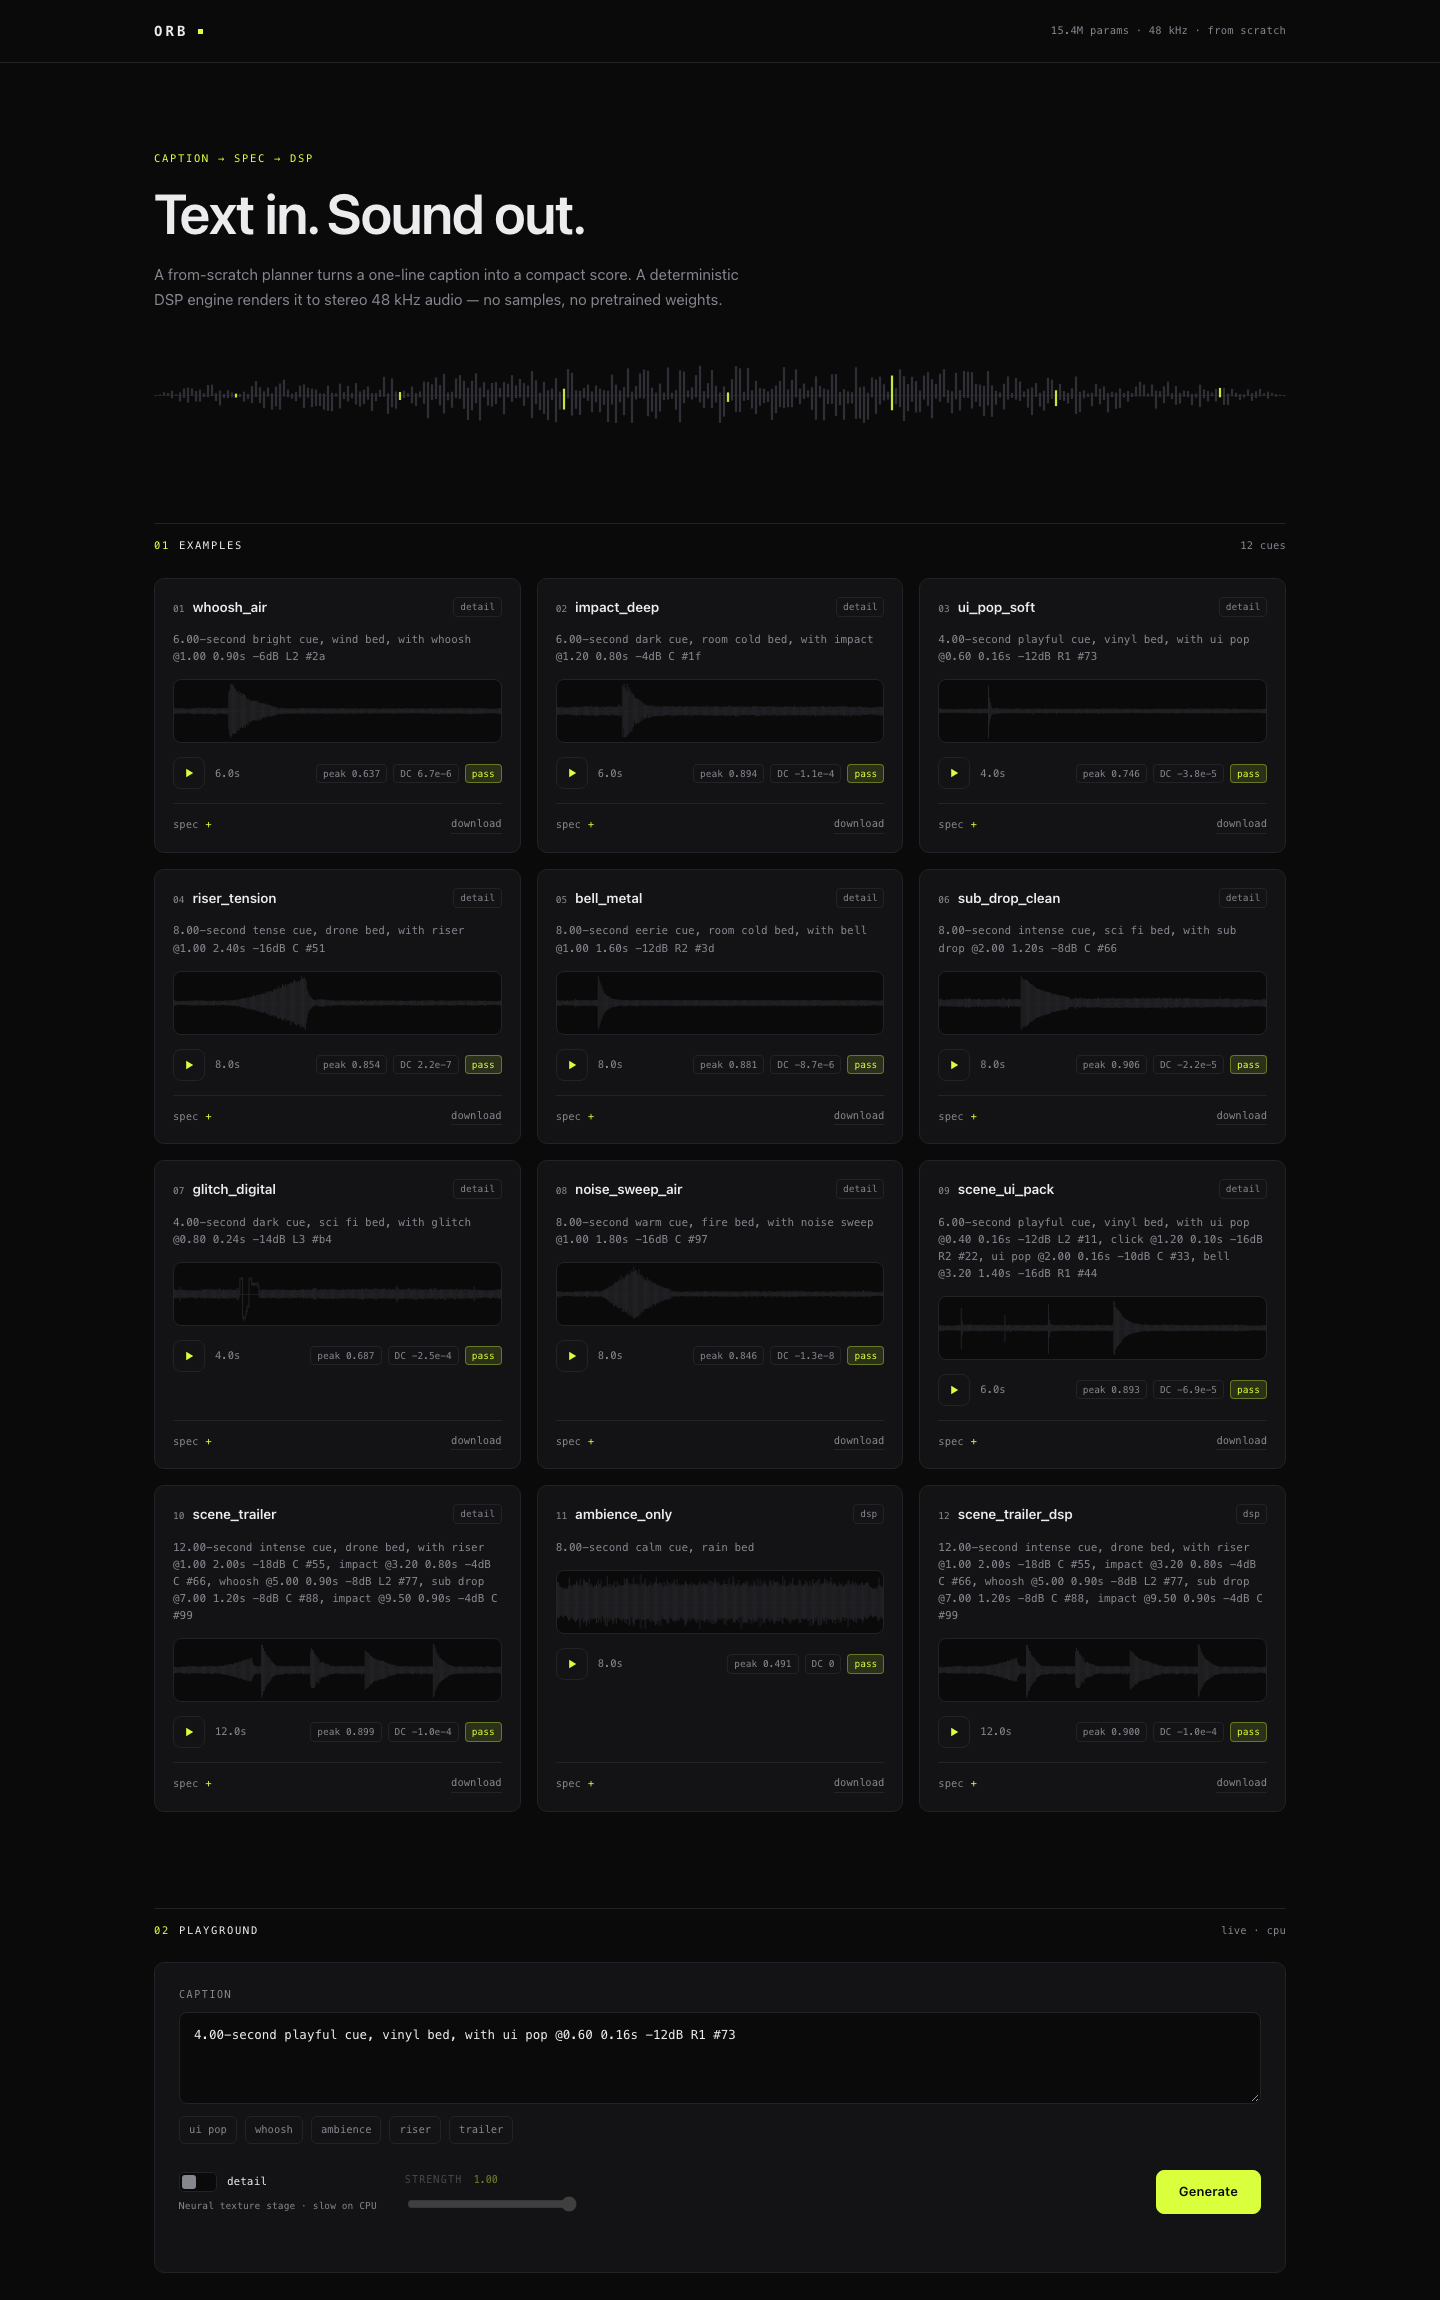 ORB
15.4M params · 48 kHz · from scratch
CAPTION → SPEC → DSP
Text in. Sound out.
A from-scratch planner turns a one-line caption into a compact score. A deterministic
DSP engine renders it to stereo 48 kHz audio — no samples, no pretrained weights.
01 EXAMPLES
12 cues
01 whoosh_air
detail
6.00-second bright cue, wind bed, with whoosh
@1.00 0.90s -6dB L2 #2a
6.0s
peak 0.637
DC 6.7e-6
pass
spec +
download
02 impact_deep
detail
6.00-second dark cue, room cold bed, with impact
@1.20 0.80s -4dB C #1f
6.0s
peak 0.894
DC -1.1e-4
pass
spec +
download
03 ui_pop_soft
detail
4.00-second playful cue, vinyl bed, with ui pop
@0.60 0.16s -12dB R1 #73
4.0s
peak 0.746
DC -3.8e-5
pass
spec +
download
04 riser_tension
detail
8.00-second tense cue, drone bed, with riser
@1.00 2.40s -16dB C #51
8.0s
peak 0.854
DC 2.2e-7
pass
spec +
download
05 bell_metal
detail
8.00-second eerie cue, room cold bed, with bell
@1.00 1.60s -12dB R2 #3d
8.0s
peak 0.881
DC -8.7e-6
pass
spec +
download
06 sub_drop_clean
detail
8.00-second intense cue, sci fi bed, with sub
drop @2.00 1.20s -8dB C #66
8.0s
peak 0.906
DC -2.2e-5
pass
spec +
download
07 glitch_digital
detail
4.00-second dark cue, sci fi bed, with glitch
@0.80 0.24s -14dB L3 #b4
4.0s
peak 0.687
DC -2.5e-4
pass
spec +
download
08 noise_sweep_air
detail
8.00-second warm cue, fire bed, with noise sweep
@1.00 1.80s -16dB C #97
8.0s
peak 0.846
DC -1.3e-8
pass
spec +
download
09 scene_ui_pack
detail
6.00-second playful cue, vinyl bed, with ui pop
@0.40 0.16s -12dB L2 #11, click @1.20 0.10s -16dB
R2 #22, ui pop @2.00 0.16s -10dB C #33, bell
@3.20 1.40s -16dB R1 #44
6.0s
peak 0.893
DC -6.9e-5
pass
spec +
download
10 scene_trailer
detail
12.00-second intense cue, drone bed, with riser
@1.00 2.00s -18dB C #55, impact @3.20 0.80s -4dB
C #66, whoosh @5.00 0.90s -8dB L2 #77, sub drop
@7.00 1.20s -8dB C #88, impact @9.50 0.90s -4dB C
#99
12.0s
peak 0.899
DC -1.0e-4
pass
spec +
download
11 ambience_only
dsp
8.00-second calm cue, rain bed
8.0s
peak 0.491
DC 0
pass
spec +
download
12 scene_trailer_dsp
dsp
12.00-second intense cue, drone bed, with riser
@1.00 2.00s -18dB C #55, impact @3.20 0.80s -4dB
C #66, whoosh @5.00 0.90s -8dB L2 #77, sub drop
@7.00 1.20s -8dB C #88, impact @9.50 0.90s -4dB C
#99
12.0s
peak 0.900
DC -1.0e-4
pass
spec +
download
02 PLAYGROUND
live · cpu
CAPTION
4.00-second playful cue, vinyl bed, with ui pop @0.60 0.16s -12dB R1 #73
ui pop
whoosh
ambience
riser
trailer
detail
STRENGTH 1.00
Neural texture stage · slow on CPU
Generate